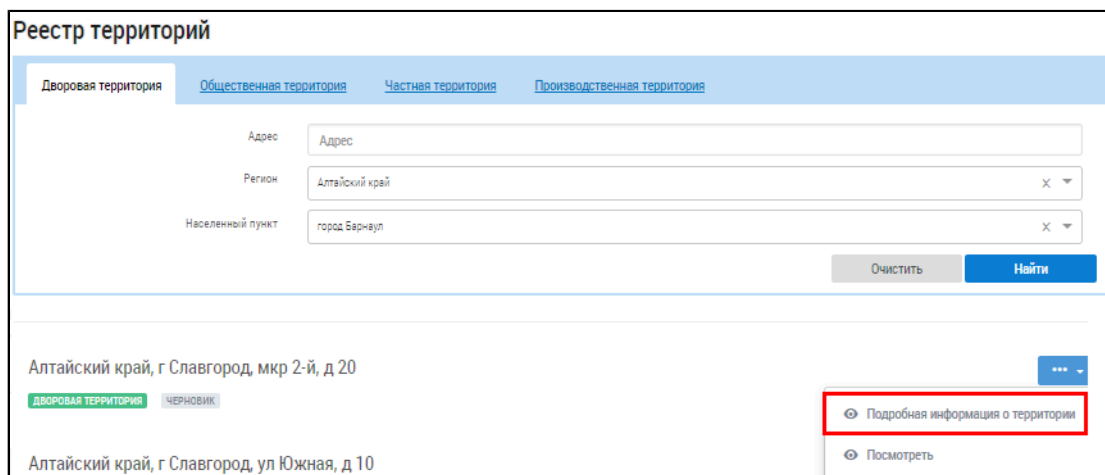 Реестр территорий
Дворовая территория Общественная территория Частная территория Производственная территория
Адрес Адрес
Регион Алтайский край
Населенный пункт город Барнаул
Очистить Найти
Алтайский край, г Славгород, мкр 2-й, д 20
ДВОРОВАЯ ТЕРРИТОРИЯ ЧЕРНОВИК
Подробная информация о территории
Посмотреть
Алтайский край, г Славгород, ул Южная, д 10